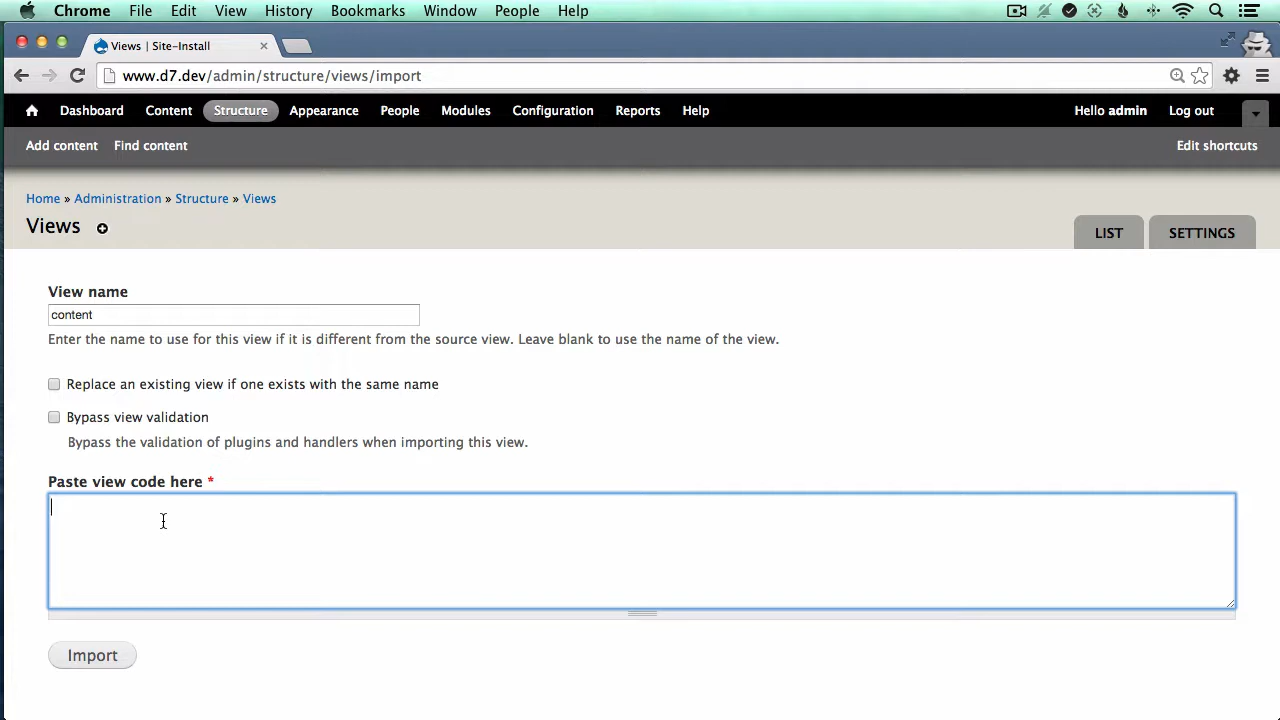 Chrome File Edit View History Bookmarks Window People Help
Views | Site-Install
www.d7.dev/admin/structure/views/import
Dashboard Content Structure Appearance People Modules Configuration Reports Help Hello admin Log out
Add content Find content Edit shortcuts
Home » Administration » Structure » Views
Views
LIST SETTINGS
View name
content
Enter the name to use for this view if it is different from the source view. Leave blank to use the name of the view.
Replace an existing view if one exists with the same name
Bypass view validation
Bypass the validation of plugins and handlers when importing this view.
Paste view code here *
Import